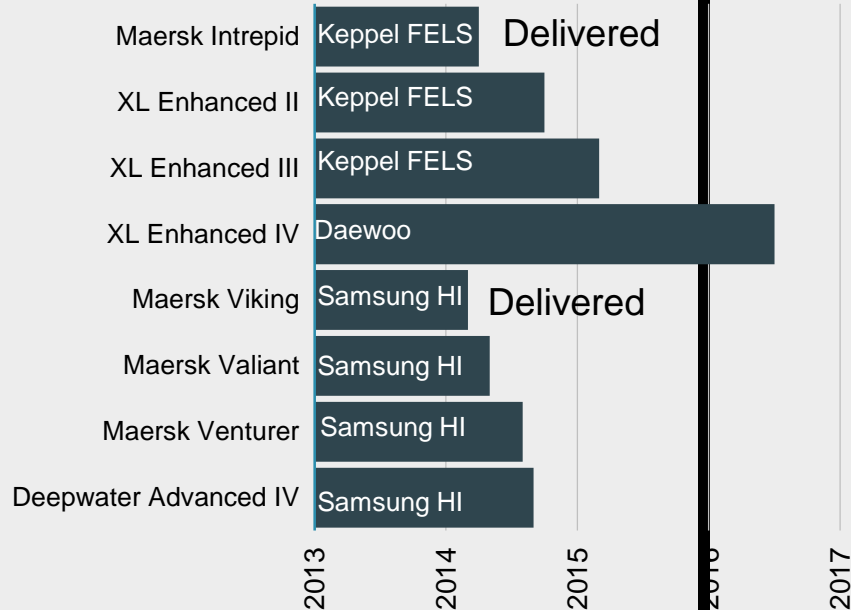 Maersk Intrepid Keppel FELS Delivered
XL Enhanced II Keppel FELS
XL Enhanced III Keppel FELS
XL Enhanced IV Daewoo
Maersk Viking Samsung HI Delivered
Maersk Valiant Samsung HI
Maersk Venturer Samsung HI
Deepwater Advanced IV Samsung HI
2013 2014 2015 2016 2017